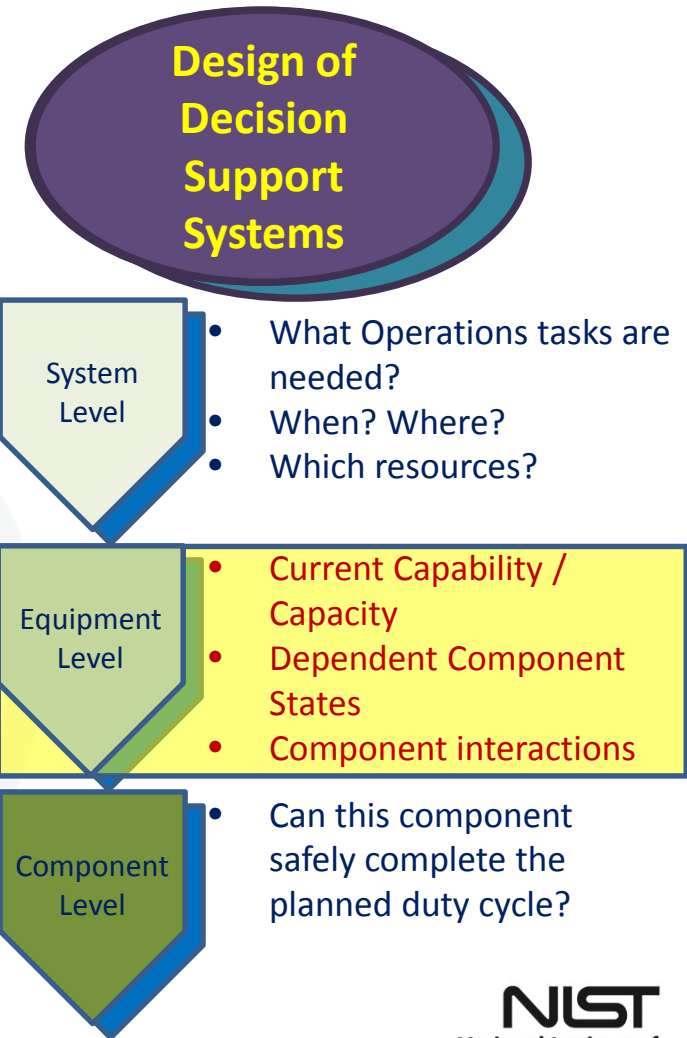 Design of
Decision
Support
Systems
System
Level
• What Operations tasks are
needed?
• When? Where?
• Which resources?
Equipment
Level
• Current Capability /
Capacity
• Dependent Component
States
• Component interactions
Component
Level
• Can this component
safely complete the
planned duty cycle?
NIST